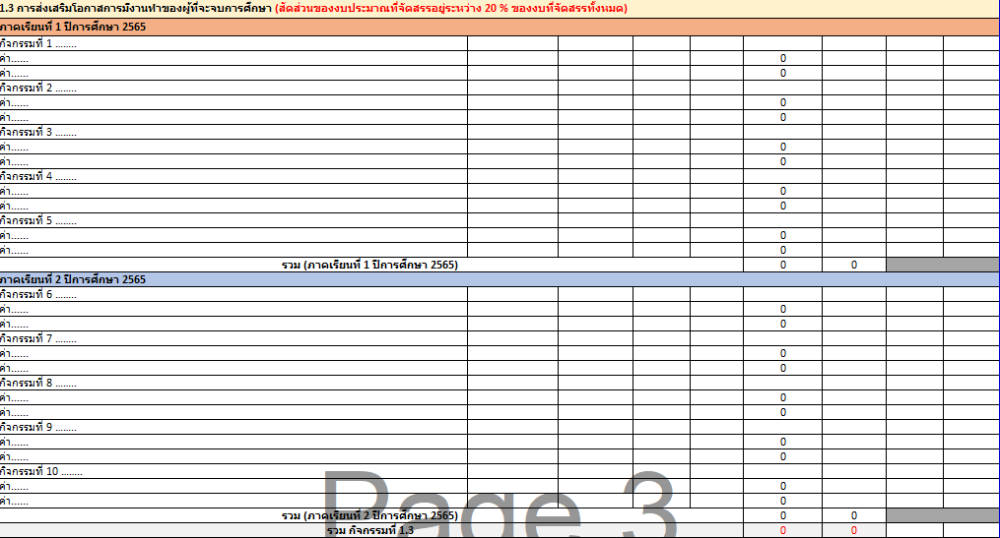 1.3 การส่งเสริมโอกาสการมีงานทำของผู้ที่จะจบการศึกษา (สัดส่วนของงบประมาณที่จัดสรรอยู่ระหว่าง 20 % ของงบที่จัดสรรทั้งหมด)
ภาคเรียนที่ 1 ปีการศึกษา 2565
กิจกรรมที่ 1 ........
ค่า...... 0
ค่า...... 0
กิจกรรมที่ 2 ........
ค่า...... 0
ค่า...... 0
กิจกรรมที่ 3 ........
ค่า...... 0
ค่า...... 0
กิจกรรมที่ 4 ........
ค่า...... 0
ค่า...... 0
กิจกรรมที่ 5 ........
ค่า...... 0
ค่า...... 0
รวม (ภาคเรียนที่ 1 ปีการศึกษา 2565) 0 0
ภาคเรียนที่ 2 ปีการศึกษา 2565
กิจกรรมที่ 6 ........
ค่า...... 0
ค่า...... 0
กิจกรรมที่ 7 ........
ค่า...... 0
ค่า...... 0
กิจกรรมที่ 8 ........
ค่า...... 0
ค่า...... 0
กิจกรรมที่ 9 ........
ค่า...... 0
ค่า...... 0
กิจกรรมที่ 10 ........
ค่า...... 0
ค่า...... 0
Page 3
รวม (ภาคเรียนที่ 2 ปีการศึกษา 2565) 0 0
รวม กิจกรรมที่ 1.3 0 0